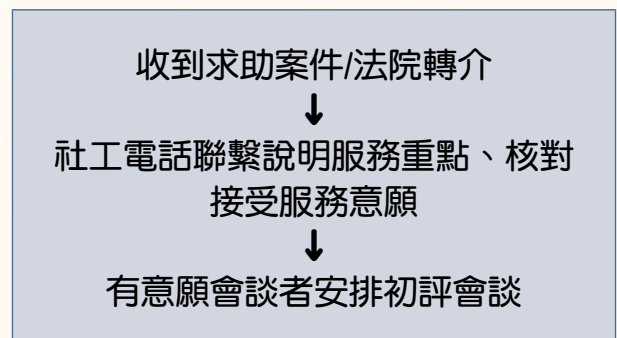 收到求助案件/法院轉介
↓
社工電話聯繫說明服務重點、核對
接受服務意願
↓
有意願會談者安排初評會談